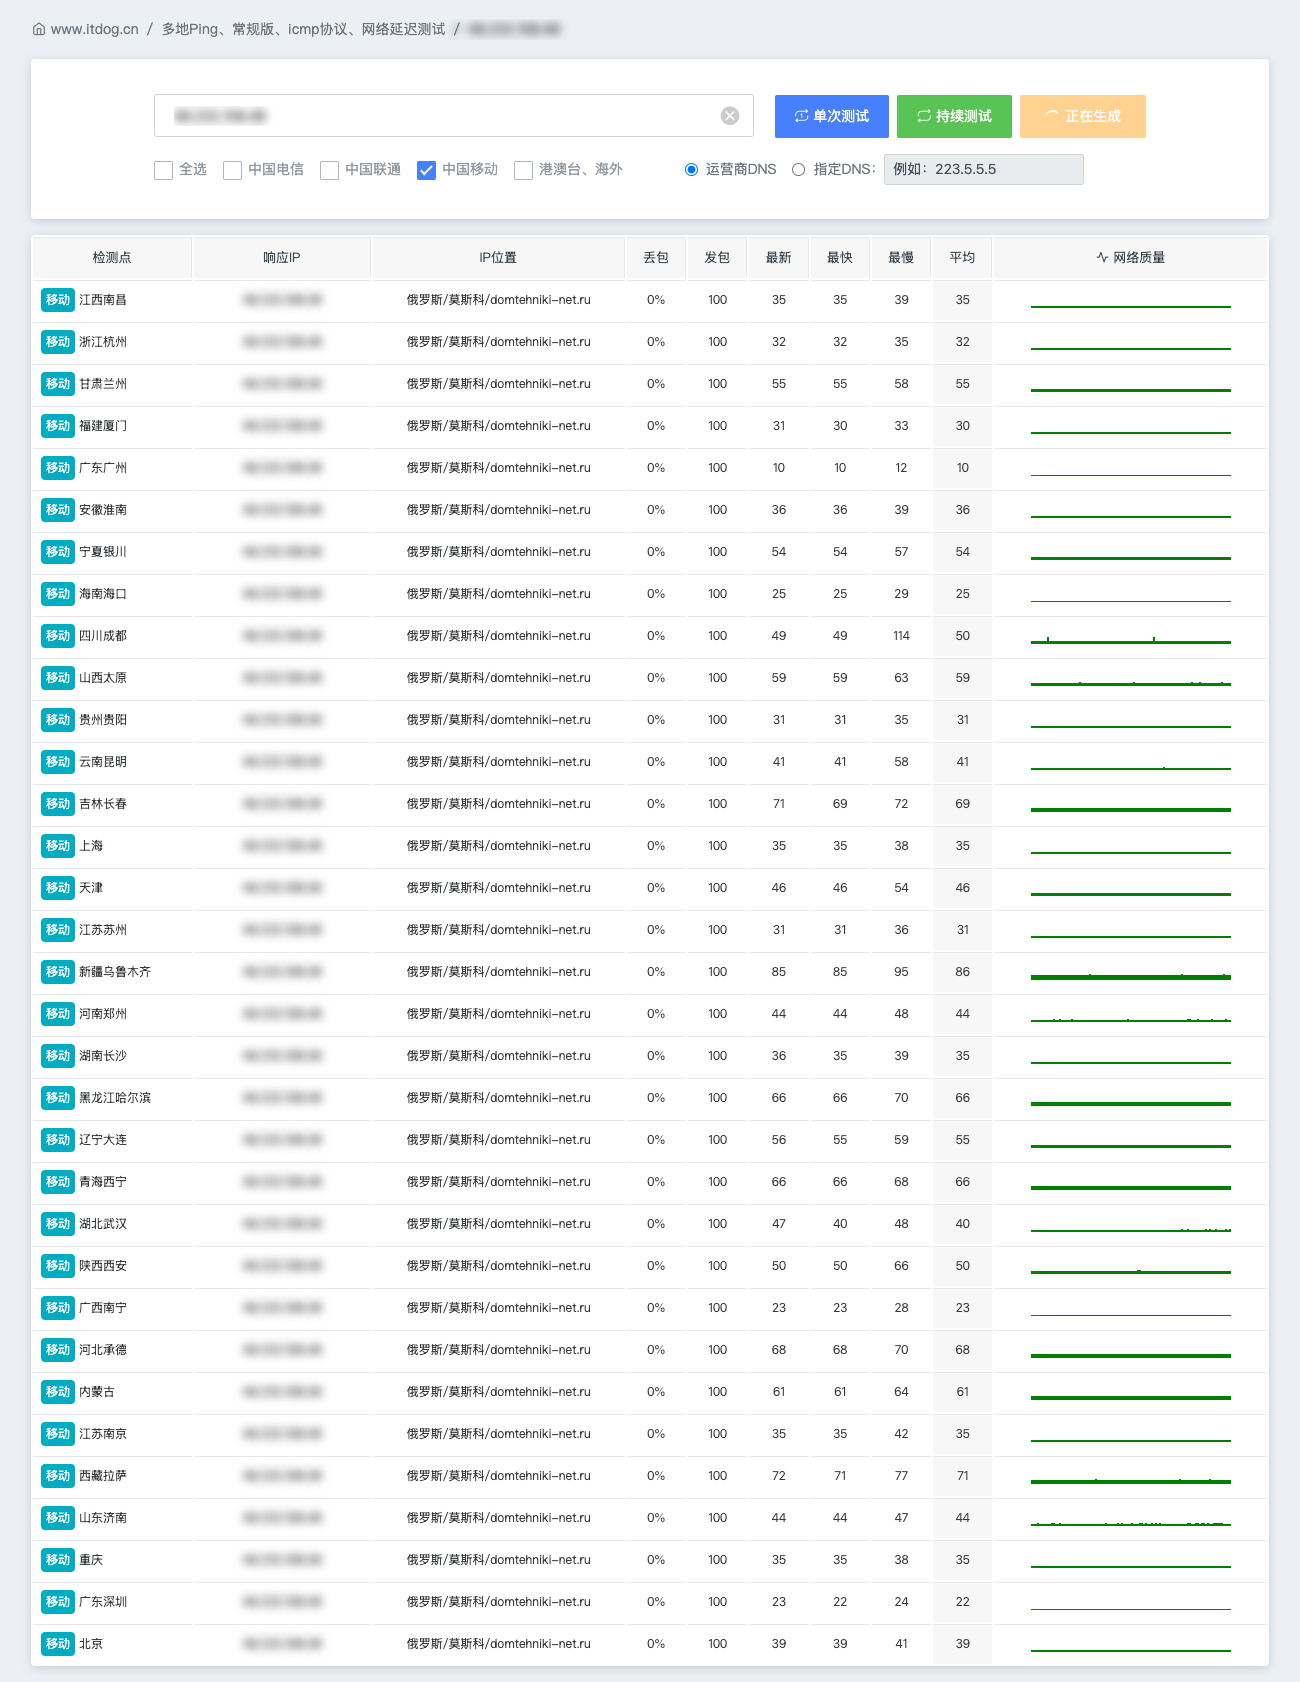 www.itdog.cn / 多地Ping、常规版、icmp协议、网络延迟测试 /
单次测试 持续测试 正在生成
全选 中国电信 中国联通 中国移动 港澳台、海外 运营商DNS 指定DNS: 例如：223.5.5.5
检测点 响应IP IP位置 丢包 发包 最新 最快 最慢 平均 网络质量
移动 江西南昌 俄罗斯/莫斯科/domtehniki-net.ru 0% 100 35 35 39 35
移动 浙江杭州 俄罗斯/莫斯科/domtehniki-net.ru 0% 100 32 32 35 32
移动 甘肃兰州 俄罗斯/莫斯科/domtehniki-net.ru 0% 100 55 55 58 55
移动 福建厦门 俄罗斯/莫斯科/domtehniki-net.ru 0% 100 31 30 33 30
移动 广东广州 俄罗斯/莫斯科/domtehniki-net.ru 0% 100 10 10 12 10
移动 安徽淮南 俄罗斯/莫斯科/domtehniki-net.ru 0% 100 36 36 39 36
移动 宁夏银川 俄罗斯/莫斯科/domtehniki-net.ru 0% 100 54 54 57 54
移动 海南海口 俄罗斯/莫斯科/domtehniki-net.ru 0% 100 25 25 29 25
移动 四川成都 俄罗斯/莫斯科/domtehniki-net.ru 0% 100 49 49 114 50
移动 山西太原 俄罗斯/莫斯科/domtehniki-net.ru 0% 100 59 59 63 59
移动 贵州贵阳 俄罗斯/莫斯科/domtehniki-net.ru 0% 100 31 31 35 31
移动 云南昆明 俄罗斯/莫斯科/domtehniki-net.ru 0% 100 41 41 58 41
移动 吉林长春 俄罗斯/莫斯科/domtehniki-net.ru 0% 100 71 69 72 69
移动 上海 俄罗斯/莫斯科/domtehniki-net.ru 0% 100 35 35 38 35
移动 天津 俄罗斯/莫斯科/domtehniki-net.ru 0% 100 46 46 54 46
移动 江苏苏州 俄罗斯/莫斯科/domtehniki-net.ru 0% 100 31 31 36 31
移动 新疆乌鲁木齐 俄罗斯/莫斯科/domtehniki-net.ru 0% 100 85 85 95 86
移动 河南郑州 俄罗斯/莫斯科/domtehniki-net.ru 0% 100 44 44 48 44
移动 湖南长沙 俄罗斯/莫斯科/domtehniki-net.ru 0% 100 36 35 39 35
移动 黑龙江哈尔滨 俄罗斯/莫斯科/domtehniki-net.ru 0% 100 66 66 70 66
移动 辽宁大连 俄罗斯/莫斯科/domtehniki-net.ru 0% 100 56 55 59 55
移动 青海西宁 俄罗斯/莫斯科/domtehniki-net.ru 0% 100 66 66 68 66
移动 湖北武汉 俄罗斯/莫斯科/domtehniki-net.ru 0% 100 47 40 48 40
移动 陕西西安 俄罗斯/莫斯科/domtehniki-net.ru 0% 100 50 50 66 50
移动 广西南宁 俄罗斯/莫斯科/domtehniki-net.ru 0% 100 23 23 28 23
移动 河北承德 俄罗斯/莫斯科/domtehniki-net.ru 0% 100 68 68 70 68
移动 内蒙古 俄罗斯/莫斯科/domtehniki-net.ru 0% 100 61 61 64 61
移动 江苏南京 俄罗斯/莫斯科/domtehniki-net.ru 0% 100 35 35 42 35
移动 西藏拉萨 俄罗斯/莫斯科/domtehniki-net.ru 0% 100 72 71 77 71
移动 山东济南 俄罗斯/莫斯科/domtehniki-net.ru 0% 100 44 44 47 44
移动 重庆 俄罗斯/莫斯科/domtehniki-net.ru 0% 100 35 35 38 35
移动 广东深圳 俄罗斯/莫斯科/domtehniki-net.ru 0% 100 23 22 24 22
移动 北京 俄罗斯/莫斯科/domtehniki-net.ru 0% 100 39 39 41 39